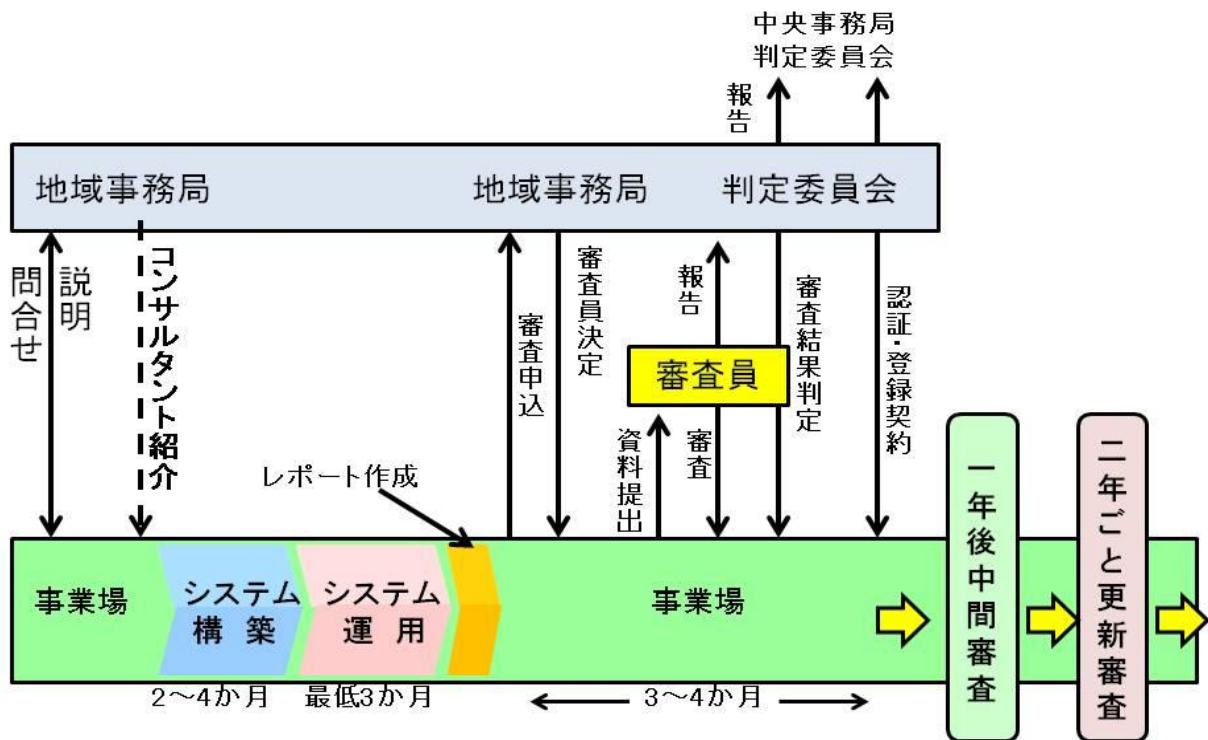 中央事務局
判定委員会
報告
地域事務局
地域事務局
判定委員会
問合せ
説明
コンサルタント紹介
審査申込
審査員決定
報告
審査員
資料提出
審査
審査結果判定
認証・登録契約
レポート作成
事業場
システム
構築
システム
運用
事業場
一年後中間審査
二年ごと更新審査
2～4か月
最低3か月
3～4か月